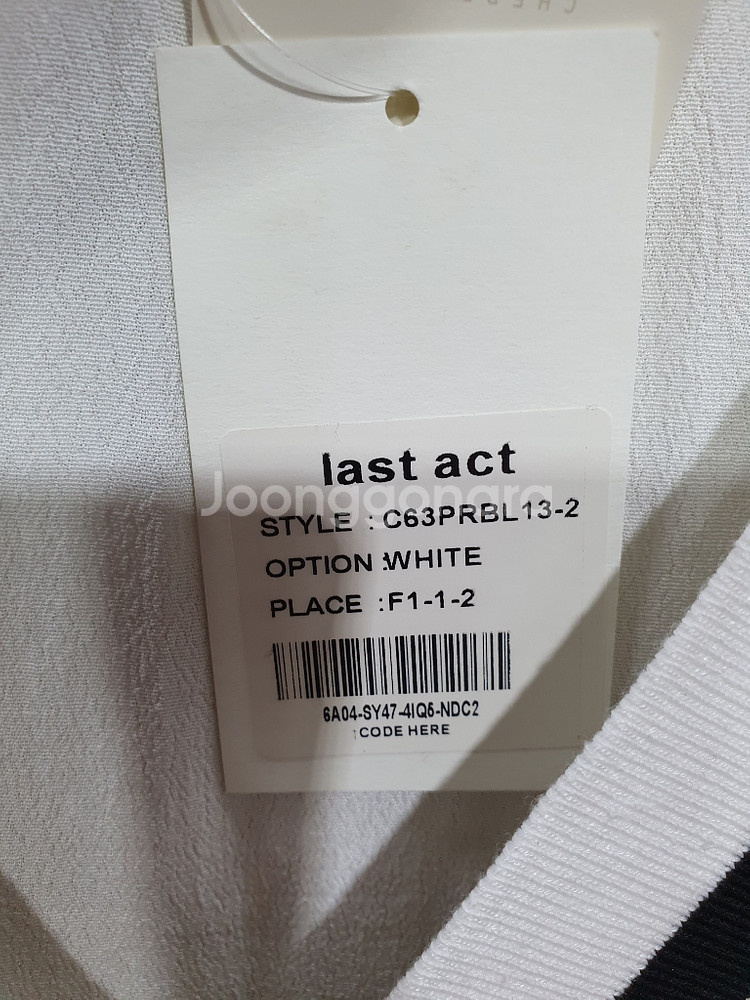 last act
Joonggonara
STYLE : C63PRBL13-2
OPTION :WHITE
PLACE : F1-1-2
6A04-SY47-4IQ6-NDC2
CODE HERE